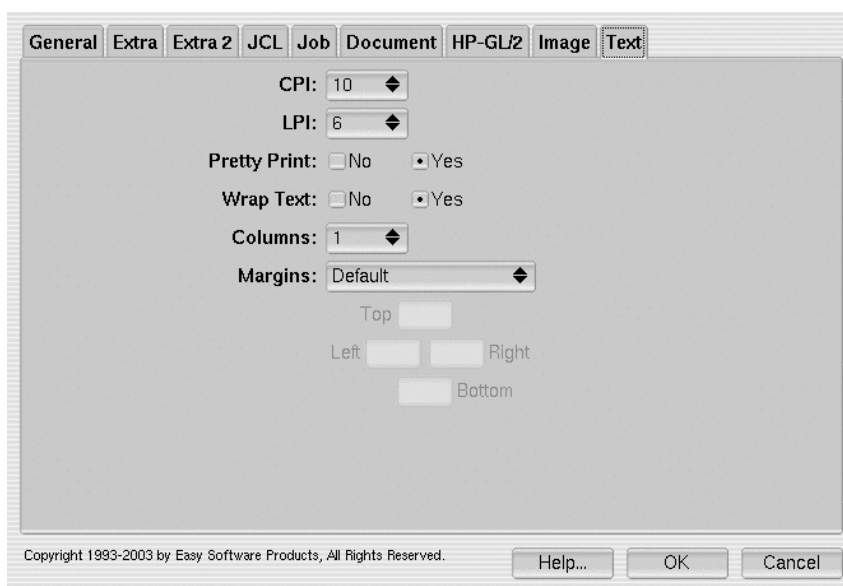 General Extra Extra 2 JCL Job Document HP-GL/2 Image Text
CPI: 10
LPI: 6
Pretty Print: No Yes
Wrap Text: No Yes
Columns: 1
Margins: Default
Top
Left Right
Bottom
Copyright 1993-2003 by Easy Software Products, All Rights Reserved. Help... OK Cancel